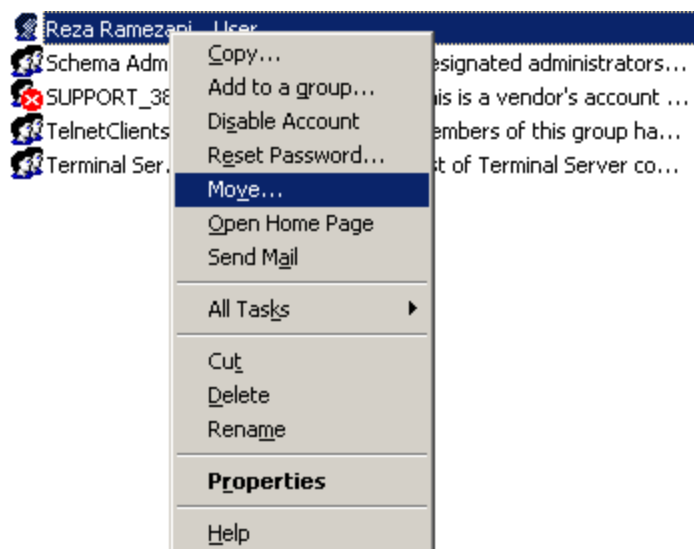 Reza Ramezani User
Schema Adm esignated administrators...
SUPPORT_38 his is a vendor's account ...
TelnetClients embers of this group ha...
Terminal Ser. st of Terminal Server co...
Copy...
Add to a group...
Disable Account
Reset Password...
Move...
Open Home Page
Send Mail
All Tasks
Cut
Delete
Rename
Properties
Help